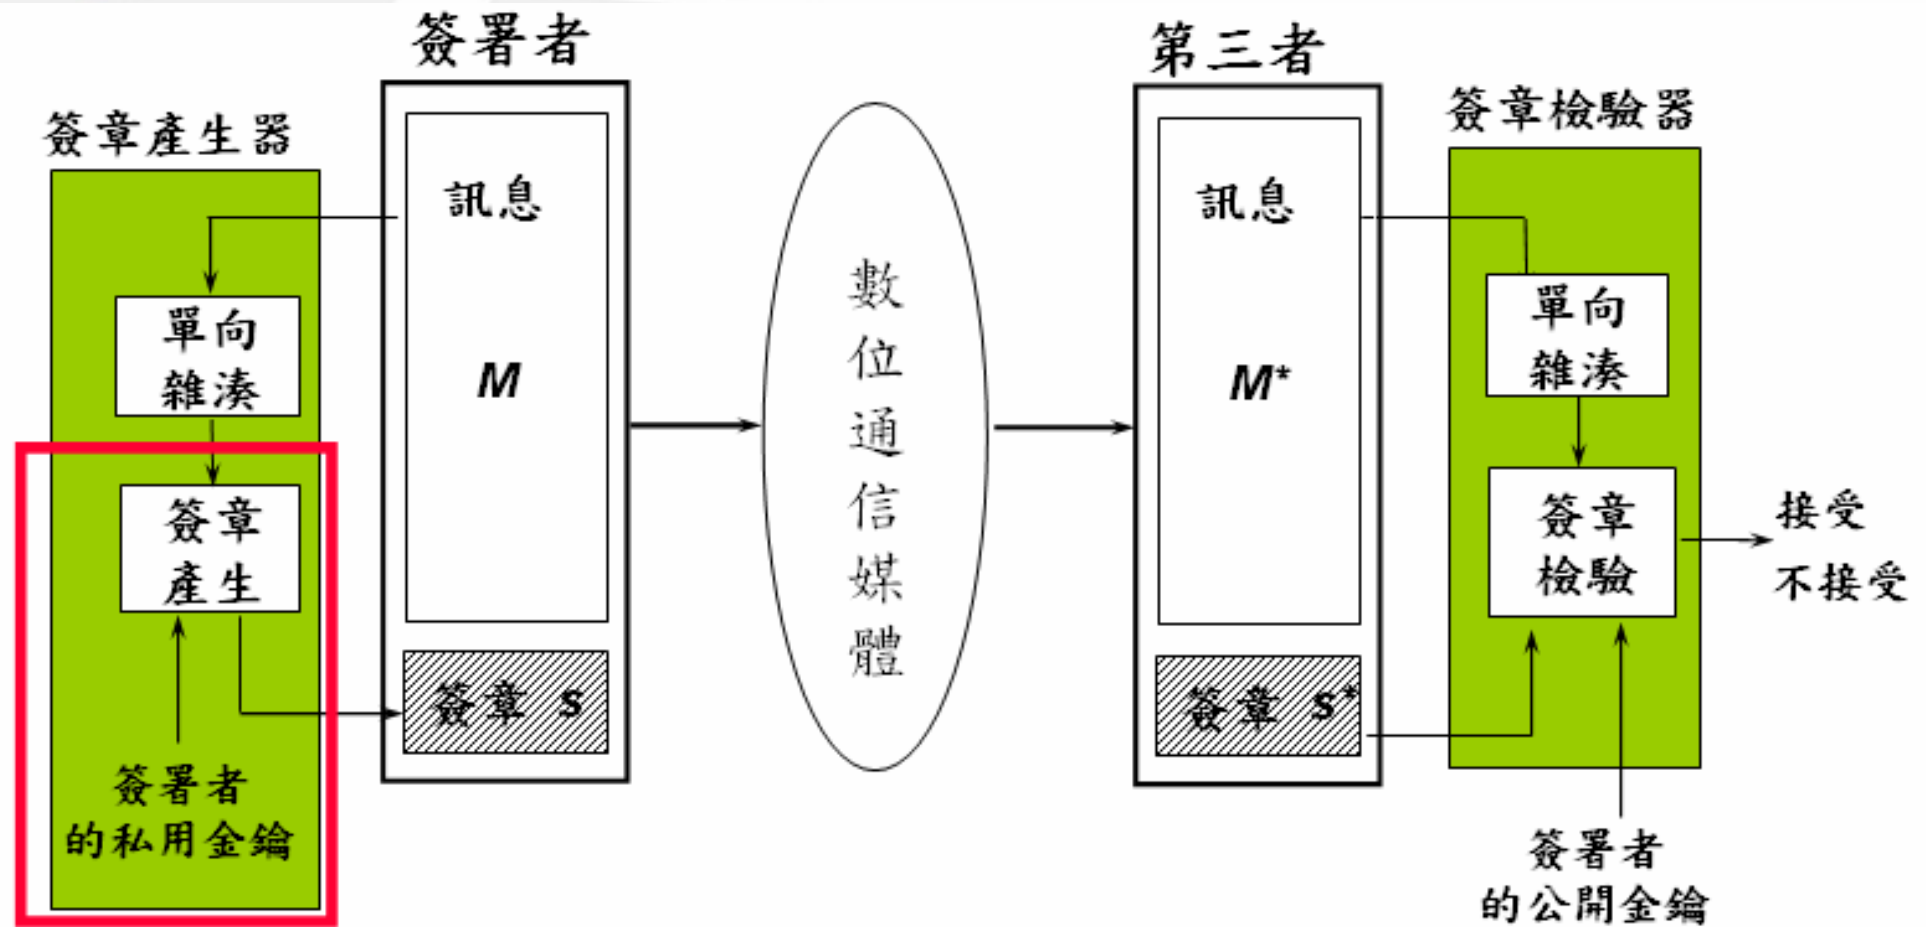 簽署者
第三者
簽章產生器
簽章檢驗器
訊息
M
簽章 s
單向
雜湊
簽章
產生
簽署者
的私用金鑰
數位通信媒體
訊息
M*
簽章 s*
單向
雜湊
簽章
檢驗
接受
不接受
簽署者
的公開金鑰